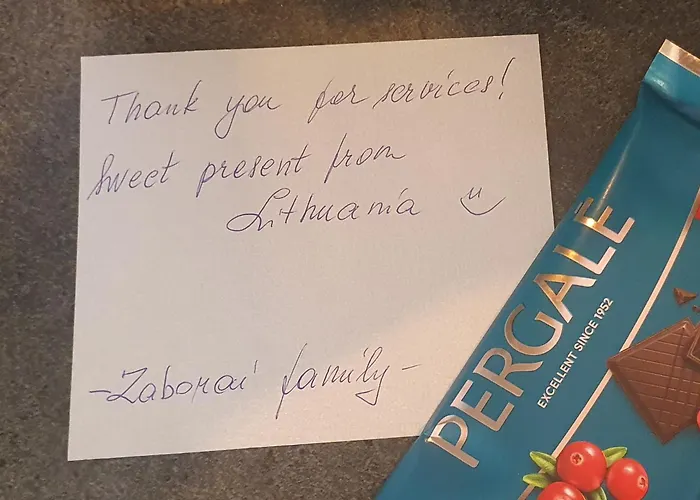 Thank you for services!
Sweet present from
Lithuania
-Zaborai family-
PERGALĖ
EXCELLENT SINCE 1952